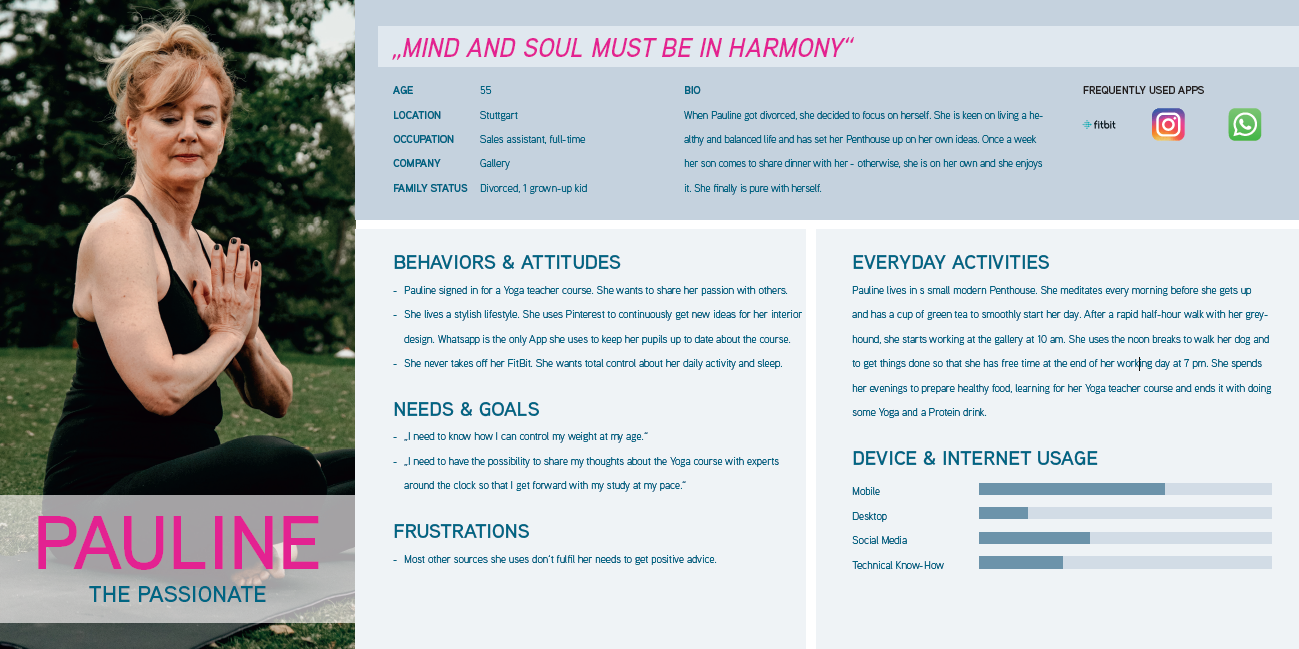 „MIND AND SOUL MUST BE IN HARMONY“
AGE 55
LOCATION Stuttgart
OCCUPATION Sales assistant, full-time
COMPANY Gallery
FAMILY STATUS Divorced, 1 grown-up kid
BIO
When Pauline got divorced, she decided to focus on herself. She is keen on living a he-
althy and balanced life and has set her Penthouse up on her own ideas. Once a week
her son comes to share dinner with her - otherwise, she is on her own and she enjoys
it. She finally is pure with herself.
FREQUENTLY USED APPS
fitbit
BEHAVIORS & ATTITUDES
- Pauline signed in for a Yoga teacher course. She wants to share her passion with others.
- She lives a stylish lifestyle. She uses Pinterest to continuously get new ideas for her interior
design. Whatsapp is the only App she uses to keep her pupils up to date about the course.
- She never takes off her FitBit. She wants total control about her daily activity and sleep.
NEEDS & GOALS
- „I need to know how I can control my weight at my age.“
- „I need to have the possibility to share my thoughts about the Yoga course with experts
around the clock so that I get forward with my study at my pace.“
FRUSTRATIONS
- Most other sources she uses don't fulfil her needs to get positive advice.
EVERYDAY ACTIVITIES
Pauline lives in s small modern Penthouse. She meditates every morning before she gets up
and has a cup of green tea to smoothly start her day. After a rapid half-hour walk with her grey-
hound, she starts working at the gallery at 10 am. She uses the noon breaks to walk her dog and
to get things done so that she has free time at the end of her working day at 7 pm. She spends
her evenings to prepare healthy food, learning for her Yoga teacher course and ends it with doing
some Yoga and a Protein drink.
DEVICE & INTERNET USAGE
Mobile
Desktop
Social Media
Technical Know-How
PAULINE
THE PASSIONATE